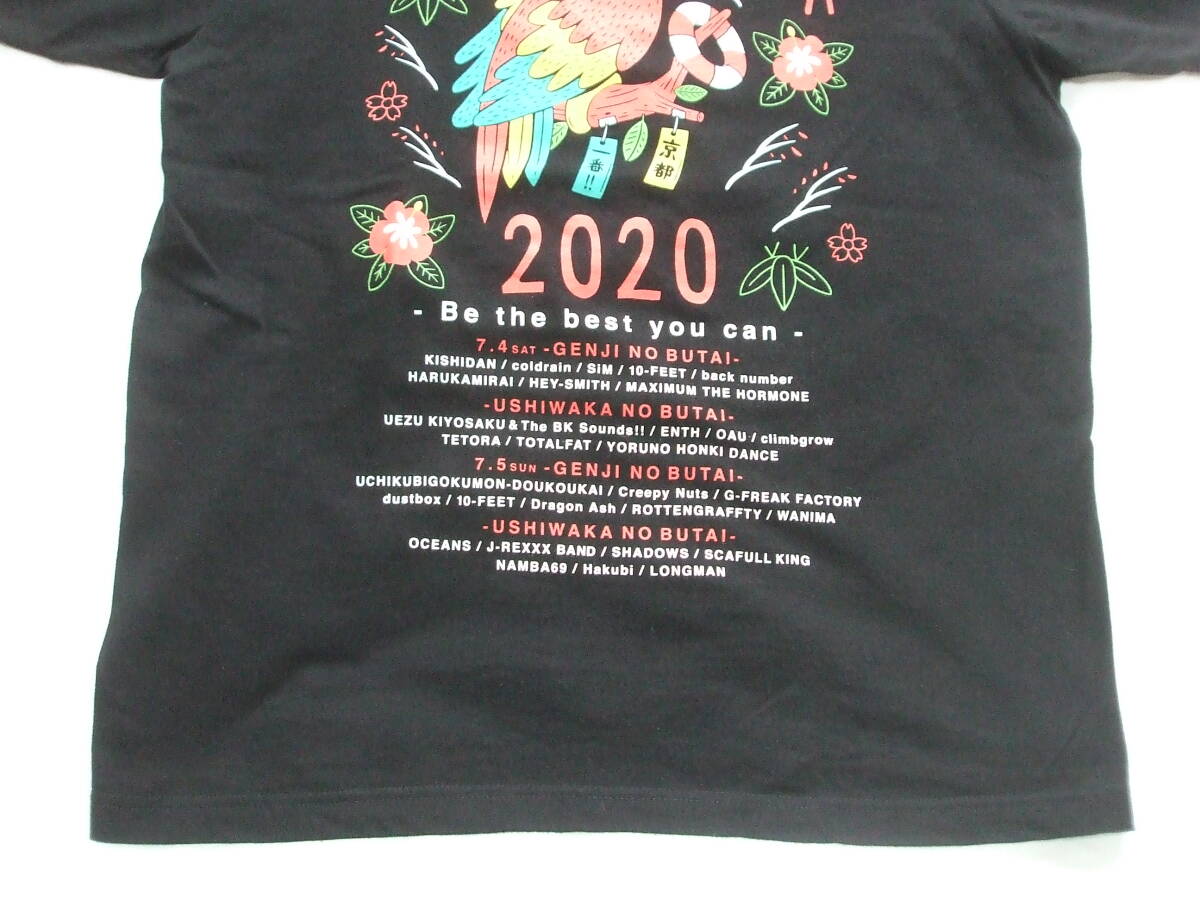 京都
一番!!
2020
- Be the best you can -
7.4 SAT -GENJI NO BUTAI-
KISHIDAN / coldrain / SiM / 10-FEET / back number
HARUKAMIRAI / HEY-SMITH / MAXIMUM THE HORMONE
-USHIWAKA NO BUTAI-
UEZU KIYOSAKU & The BK Sounds!! / ENTH / OAU / climbgrow
TETORA / TOTALFAT / YORUNO HONKI DANCE
7.5 SUN -GENJI NO BUTAI-
UCHIKUBIGOKUMON-DOUKOUKAI / Creepy Nuts / G-FREAK FACTORY
dustbox / 10-FEET / Dragon Ash / ROTTENGRAFFTY / WANIMA
-USHIWAKA NO BUTAI-
OCEANS / J-REXXX BAND / SHADOWS / SCAFULL KING
NAMBA69 / Hakubi / LONGMAN